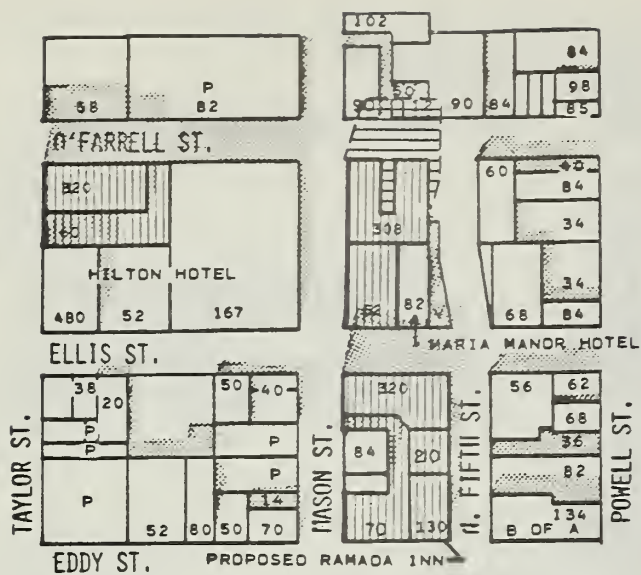 102
84
P
50
98
68 82
90 12 90 84 85
O'FARRELL ST.
320
60
84
40
34
308
HILTON HOTEL
34
480 52 167
82
68 84
ELLIS ST.
MARIA MANOR HOTEL
38
20
50
40
320
56 62
68
P
P
P
36
84
210
P
P
82
14
134
52 80 50 70
70 130
B OF A
TAYLOR ST.
MASON ST.
N. FIFTH ST.
POWELL ST.
EDDY ST.
PROPOSED RAMADA INN